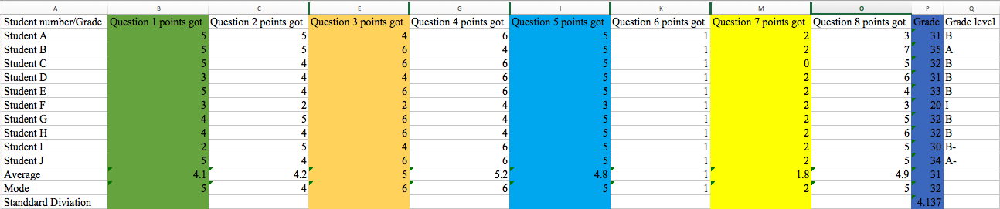 A B C E G I K M O P Q
Student number/Grade Question 1 points got Question 2 points got Question 3 points got Question 4 points got Question 5 points got Question 6 points got Question 7 points got Question 8 points got Grade Grade level
Student A 5 5 4 6 5 1 2 3 31 B
Student B 5 5 6 4 5 1 2 7 35 A
Student C 5 4 6 6 5 1 0 5 32 B
Student D 3 4 4 6 5 1 2 6 31 B
Student E 5 4 6 6 5 1 2 4 33 B
Student F 3 2 2 4 3 1 2 3 20 I
Student G 4 5 6 4 5 1 2 5 32 B
Student H 4 4 6 4 5 1 2 6 32 B
Student I 2 5 4 6 5 1 2 5 30 B-
Student J 5 4 6 6 5 1 2 5 34 A-
Average 4.1 4.2 5 5.2 4.8 1 1.8 4.9 31
Mode 5 4 6 6 5 1 2 5 32
Standdard Diviation 4.137